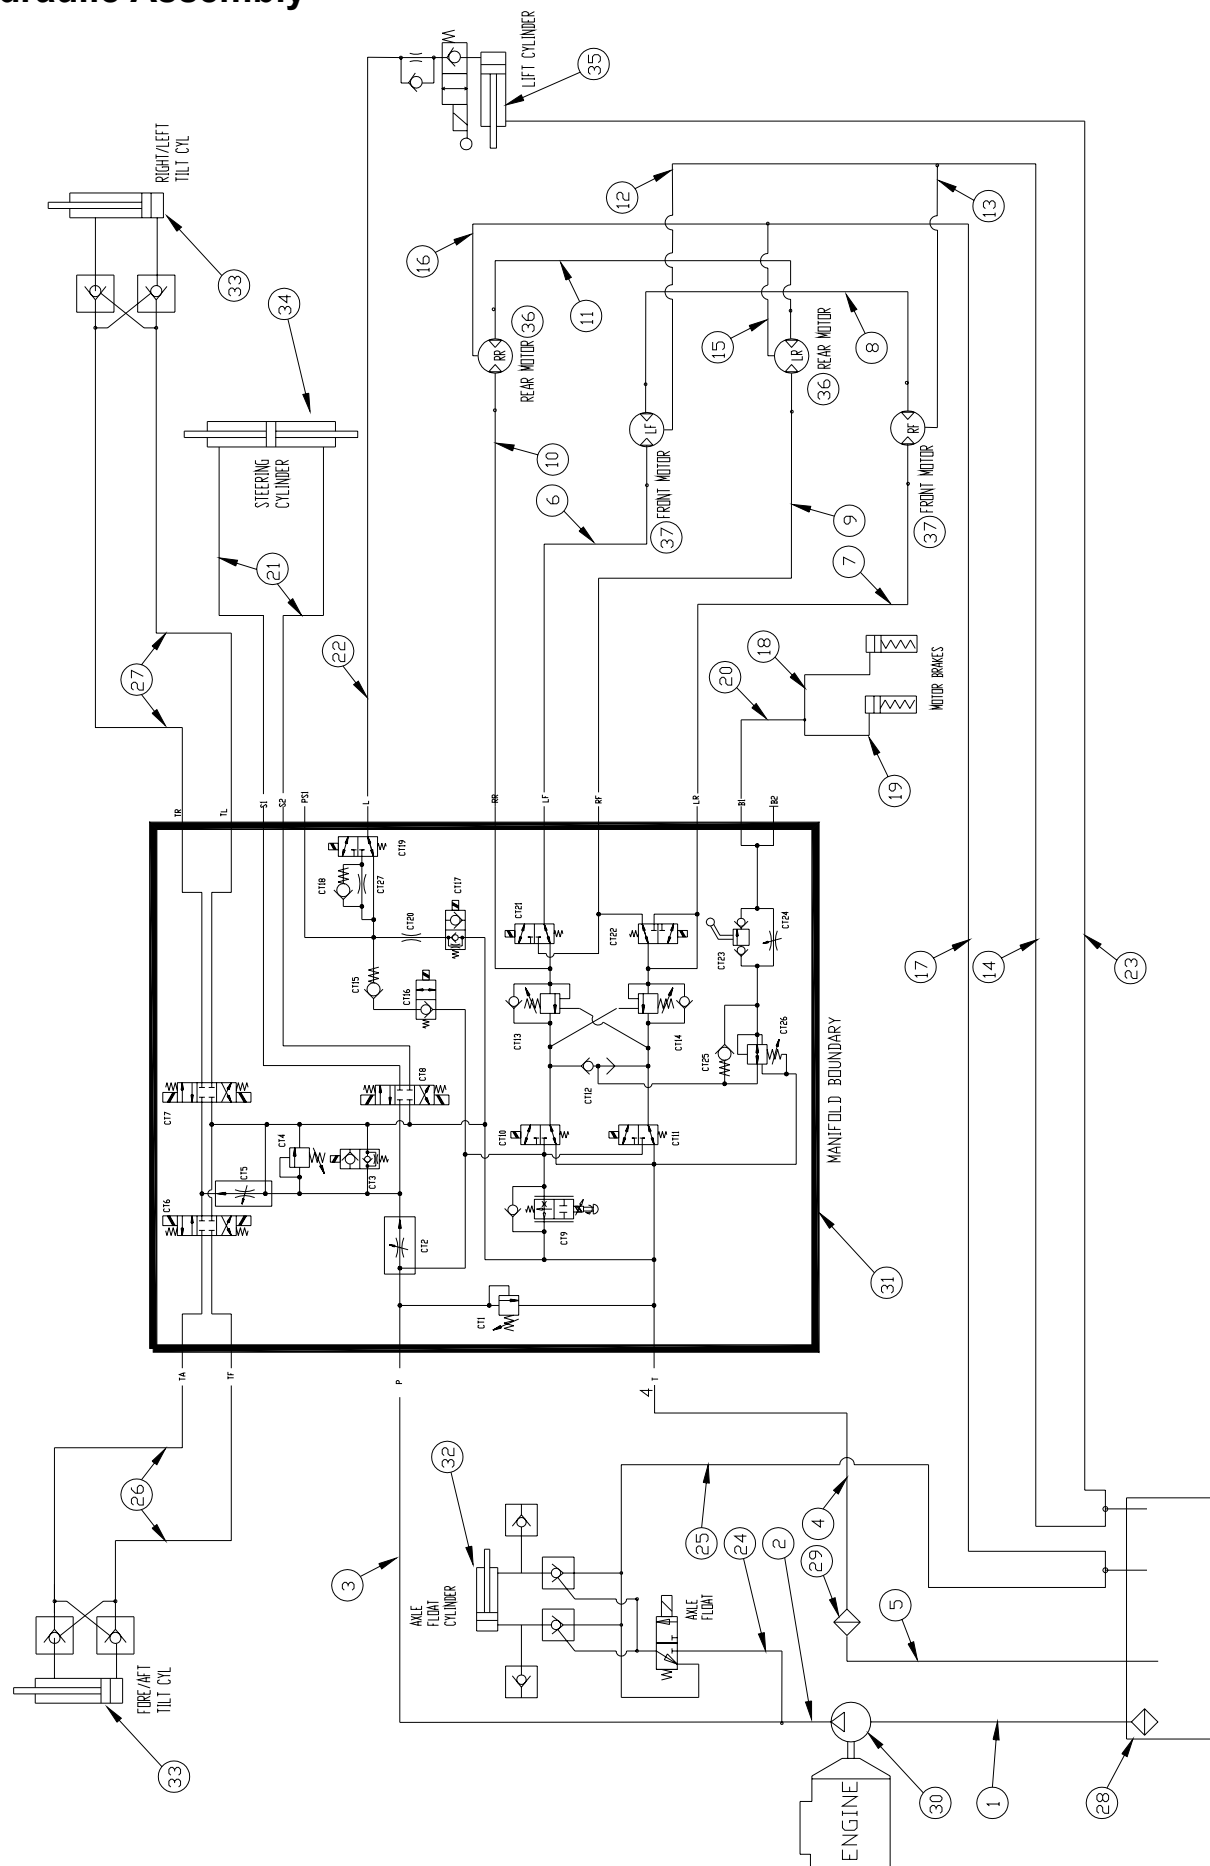 RIGHT/LEFT
TILT CYL
33
34
STEERING
CYLINDER
21
27
22
LIFT CYLINDER
35
12
13
16
11
15
8
RR
REAR MOTOR
36
LF
FRONT MOTOR
37
LR
REAR MOTOR
36
RF
FRONT MOTOR
37
10
6
9
7
18
20
19
MOTOR BRAKES
17
14
23
TR
TL
S1
S2
PS1
L
RR
LF
RF
LR
B1
B2
CT19
CT18
CT27
CT20
CT17
CT15
CT16
CT21
CT22
CT23
CT24
CT13
CT14
CT12
CT25
CT26
CT7
CT8
CT4
CT5
CT3
CT6
CT2
CT10
CT11
CT9
CT1
MANIFOLD BOUNDARY
31
TA
TF
P
4
T
26
FORE/AFT
TILT CYL
33
3
32
AXLE
FLOAT
CYLINDER
AXLE
FLOAT
25
24
2
4
29
5
30
1
28
ENGINE